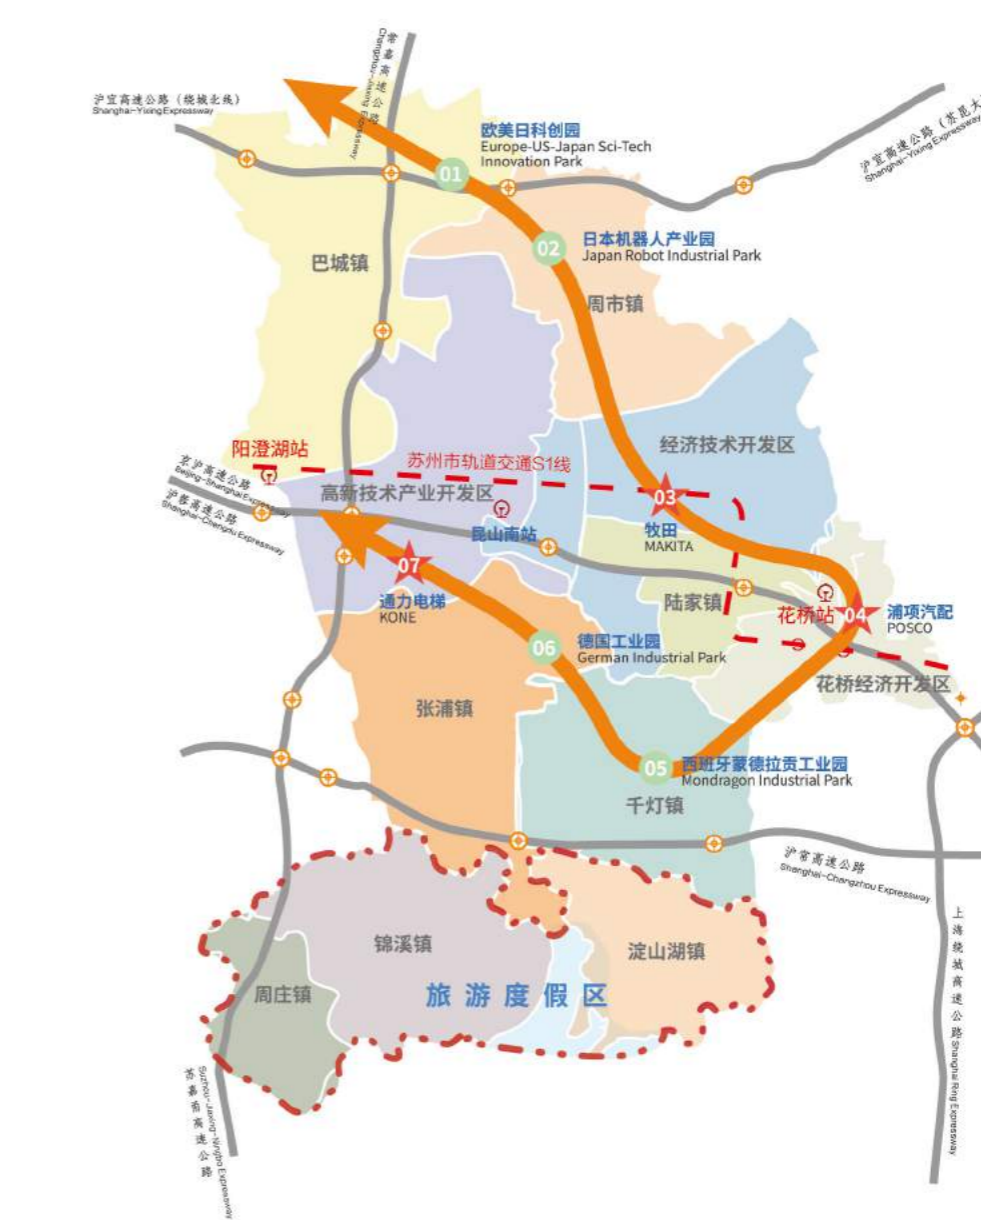 常嘉高速公路
Changzhou-Jiaxing Expressway
沪宜高速公路（绕城北线）
Shanghai-Yixing Expressway
沪宜高速公路（苏昆太
Shanghai-Yixing Expressway
欧美日科创园
Europe-US-Japan Sci-Tech
Innovation Park
01
02
日本机器人产业园
Japan Robot Industrial Park
巴城镇
周市镇
阳澄湖站
苏州市轨道交通S1线
经济技术开发区
京沪高速公路
Beijing-Shanghai Expressway
沪蓉高速公路
Shanghai-Chengdu Expressway
高新技术产业开发区
03
昆山南站
牧田
MAKITA
07
通力电梯
KONE
陆家镇
花桥站
04
浦项汽配
POSCO
06
德国工业园
German Industrial Park
花桥经济开发区
张浦镇
05
西班牙蒙德拉贡工业园
Mondragon Industrial Park
千灯镇
沪常高速公路
Shanghai-Changzhou Expressway
锦溪镇
淀山湖镇
周庄镇
旅游度假区
上海绕城高速公路
Shanghai Ring Expressway
苏嘉甬高速公路
Suzhou-Jiaxing-Ningbo Expressway